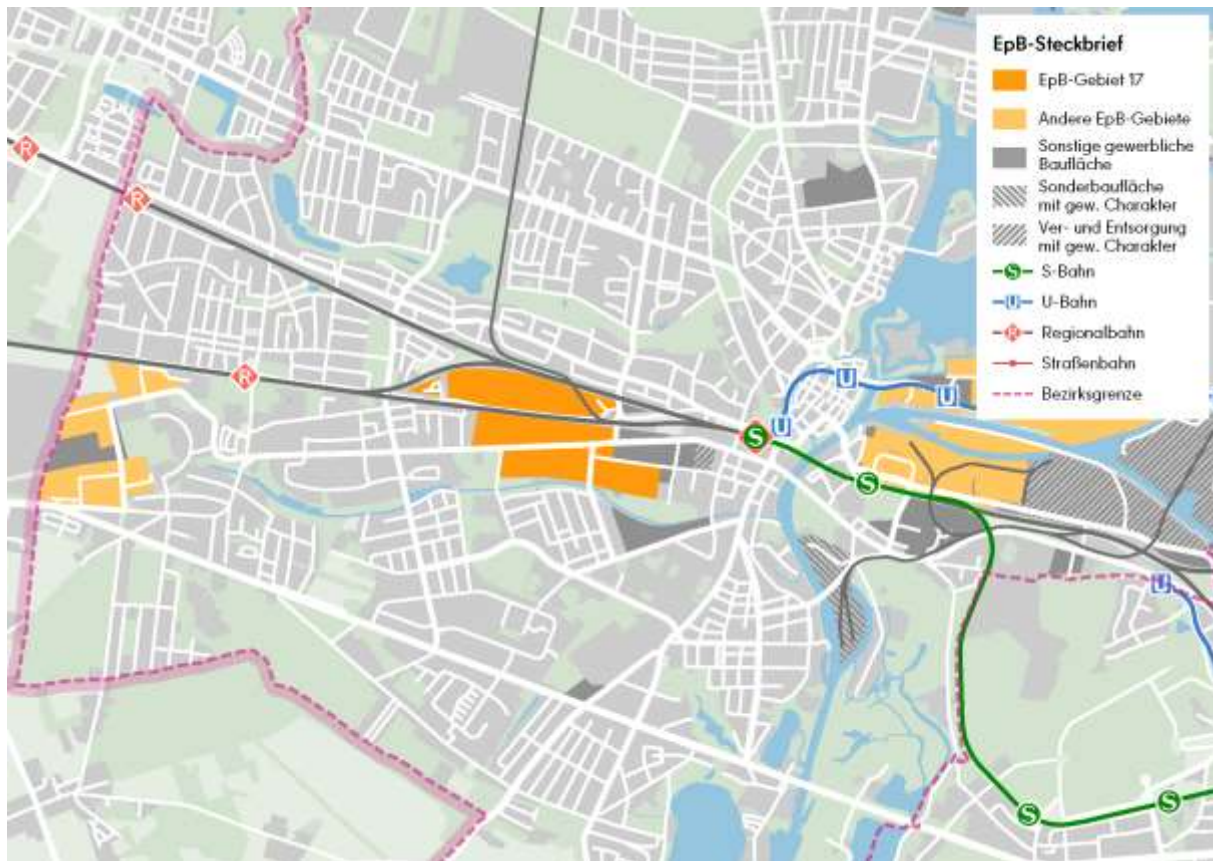 EpB-Steckbrief
EpB-Gebiet 17
Andere EpB-Gebiete
Sonstige gewerbliche
Baufläche
Sonderbaufläche
mit gew. Charakter
Ver- und Entsorgung
mit gew. Charakter
S S-Bahn
U U-Bahn
R Regionalbahn
Straßenbahn
Bezirksgrenze
R
R
R
S
U
U
U
S
U
S
S